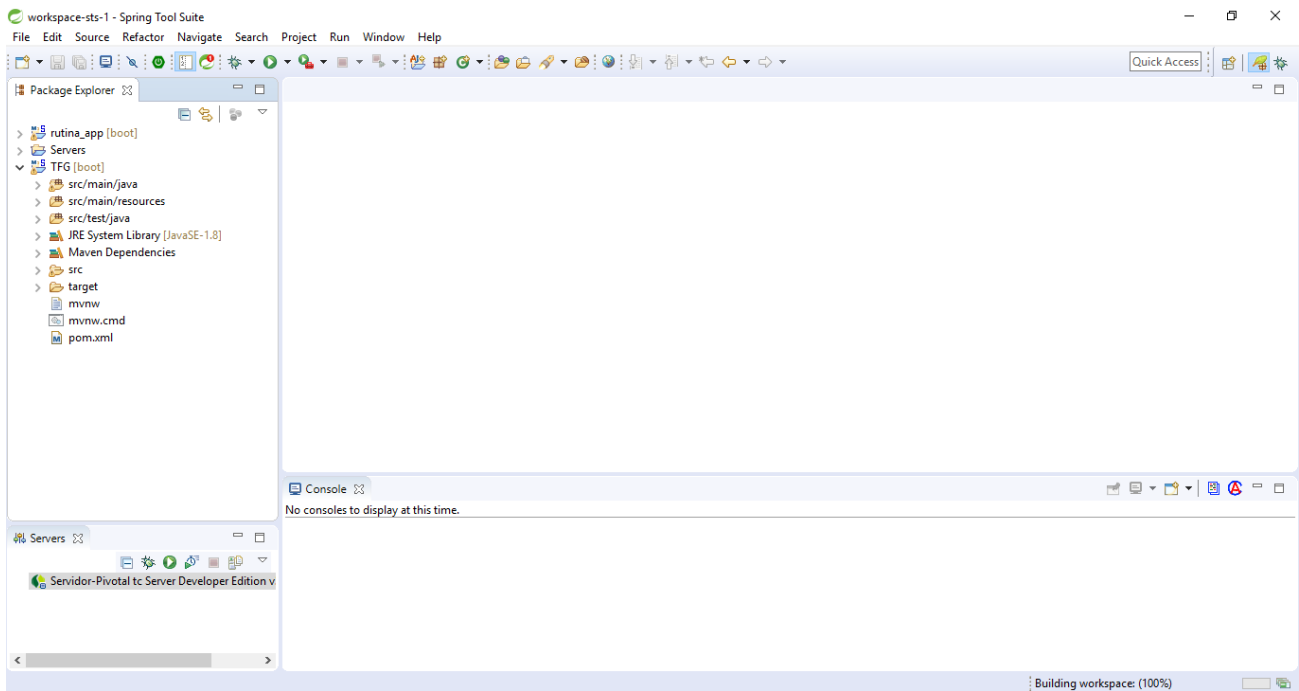 workspace-sts-1 - Spring Tool Suite
File Edit Source Refactor Navigate Search Project Run Window Help
Quick Access
Package Explorer
rutina_app [boot]
Servers
TFG [boot]
src/main/java
src/main/resources
src/test/java
JRE System Library [JavaSE-1.8]
Maven Dependencies
src
target
mvnw
mvnw.cmd
pom.xml
Console
No consoles to display at this time.
Servers
Servidor-Pivotal tc Server Developer Edition v
Building workspace: (100%)